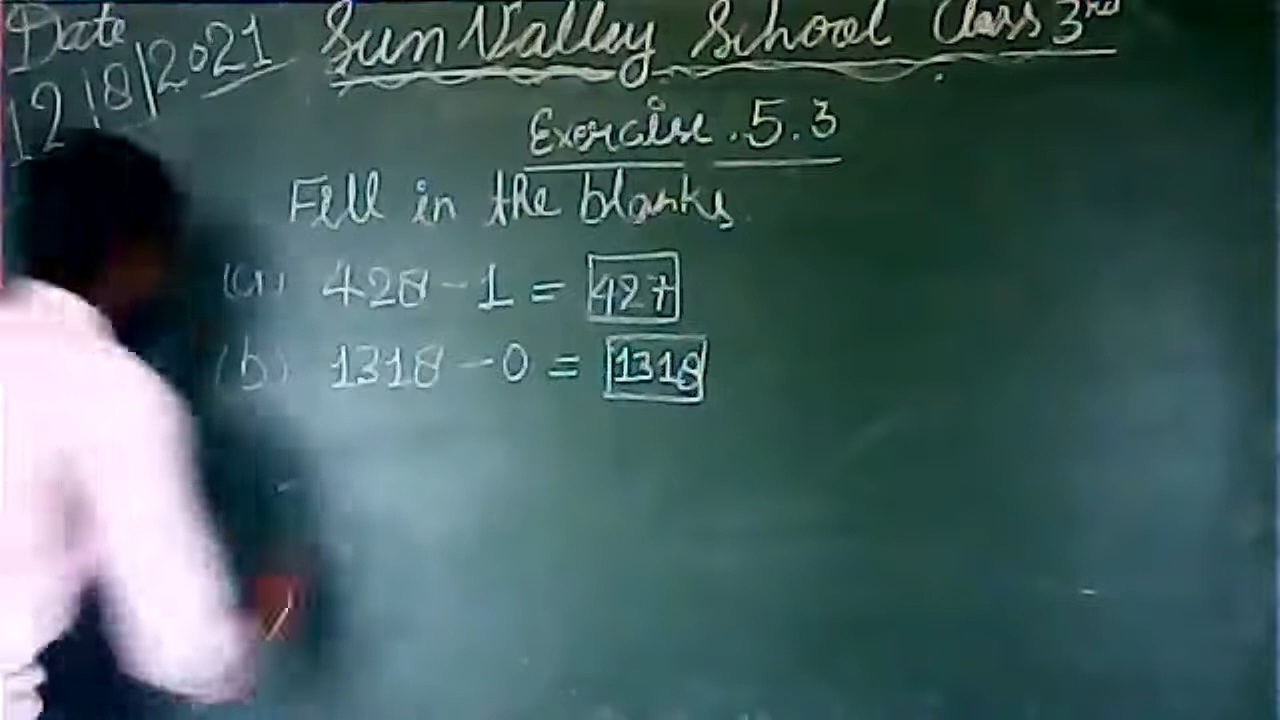 Date
12/8/2021
Sun Valley School Class 3rd
Exercise. 5.3
Fill in the blanks.
(a) 428 - 1 = 427
(b) 1318 - 0 = 1318